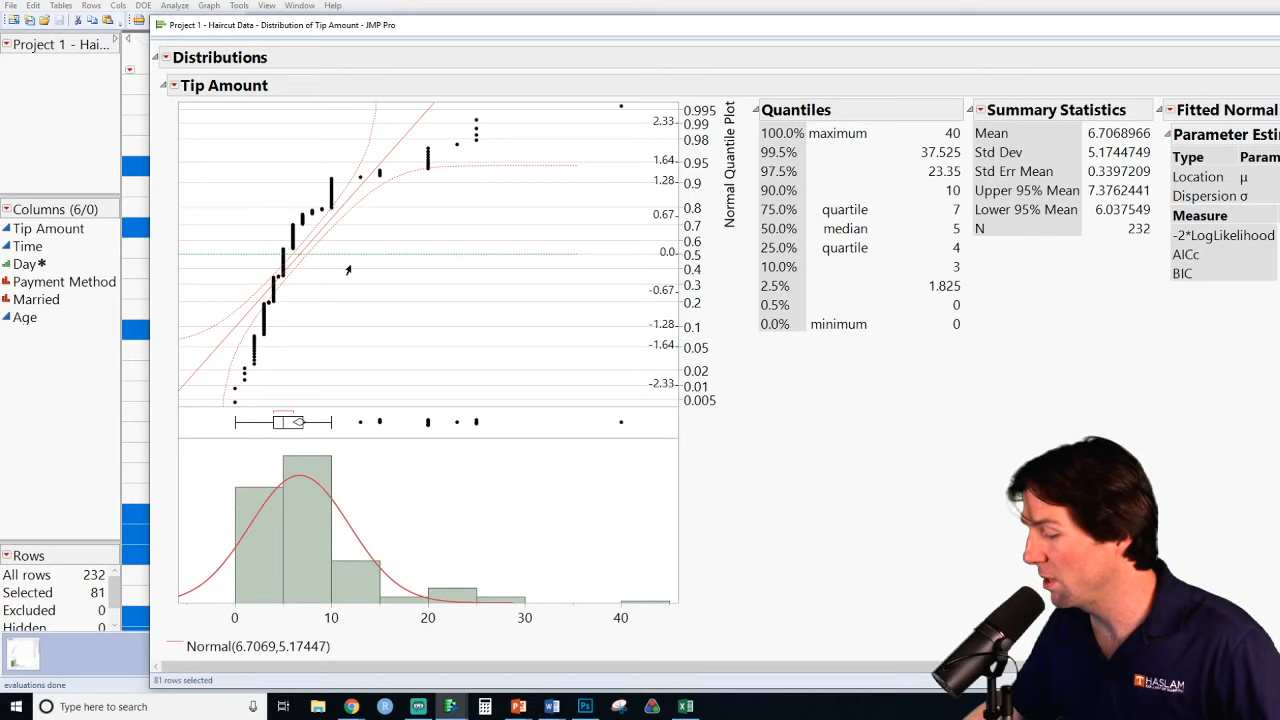 File Edit Tables Rows Cols DOE Analyze Graph Tools View Window Help
Project 1 - Haircut Data - Distribution of Tip Amount - JMP Pro
Project 1 - Hai...
Distributions
Tip Amount
Columns (6/0)
Tip Amount
Time
Day*
Payment Method
Married
Age
Rows
All rows 232
Selected 81
Excluded 0
Hidden 0
evaluations done
2.33
1.64
1.28
0.67
0.0
-0.67
-1.28
-1.64
-2.33
0.995
0.99
0.98
0.95
0.9
0.8
0.7
0.6
0.5
0.4
0.3
0.2
0.1
0.05
0.02
0.01
0.005
Normal Quantile Plot
0 10 20 30 40
Normal(6.7069,5.17447)
Quantiles
100.0% maximum 40
99.5% 37.525
97.5% 23.35
90.0% 10
75.0% quartile 7
50.0% median 5
25.0% quartile 4
10.0% 3
2.5% 1.825
0.5% 0
0.0% minimum 0
Summary Statistics
Mean 6.7068966
Std Dev 5.1744749
Std Err Mean 0.3397209
Upper 95% Mean 7.3762441
Lower 95% Mean 6.037549
N 232
Fitted Normal
Parameter Esti
Type Param
Location μ
Dispersion σ
Measure
-2*LogLikelihood
AICc
BIC
81 rows selected
Type here to search
HASLAM